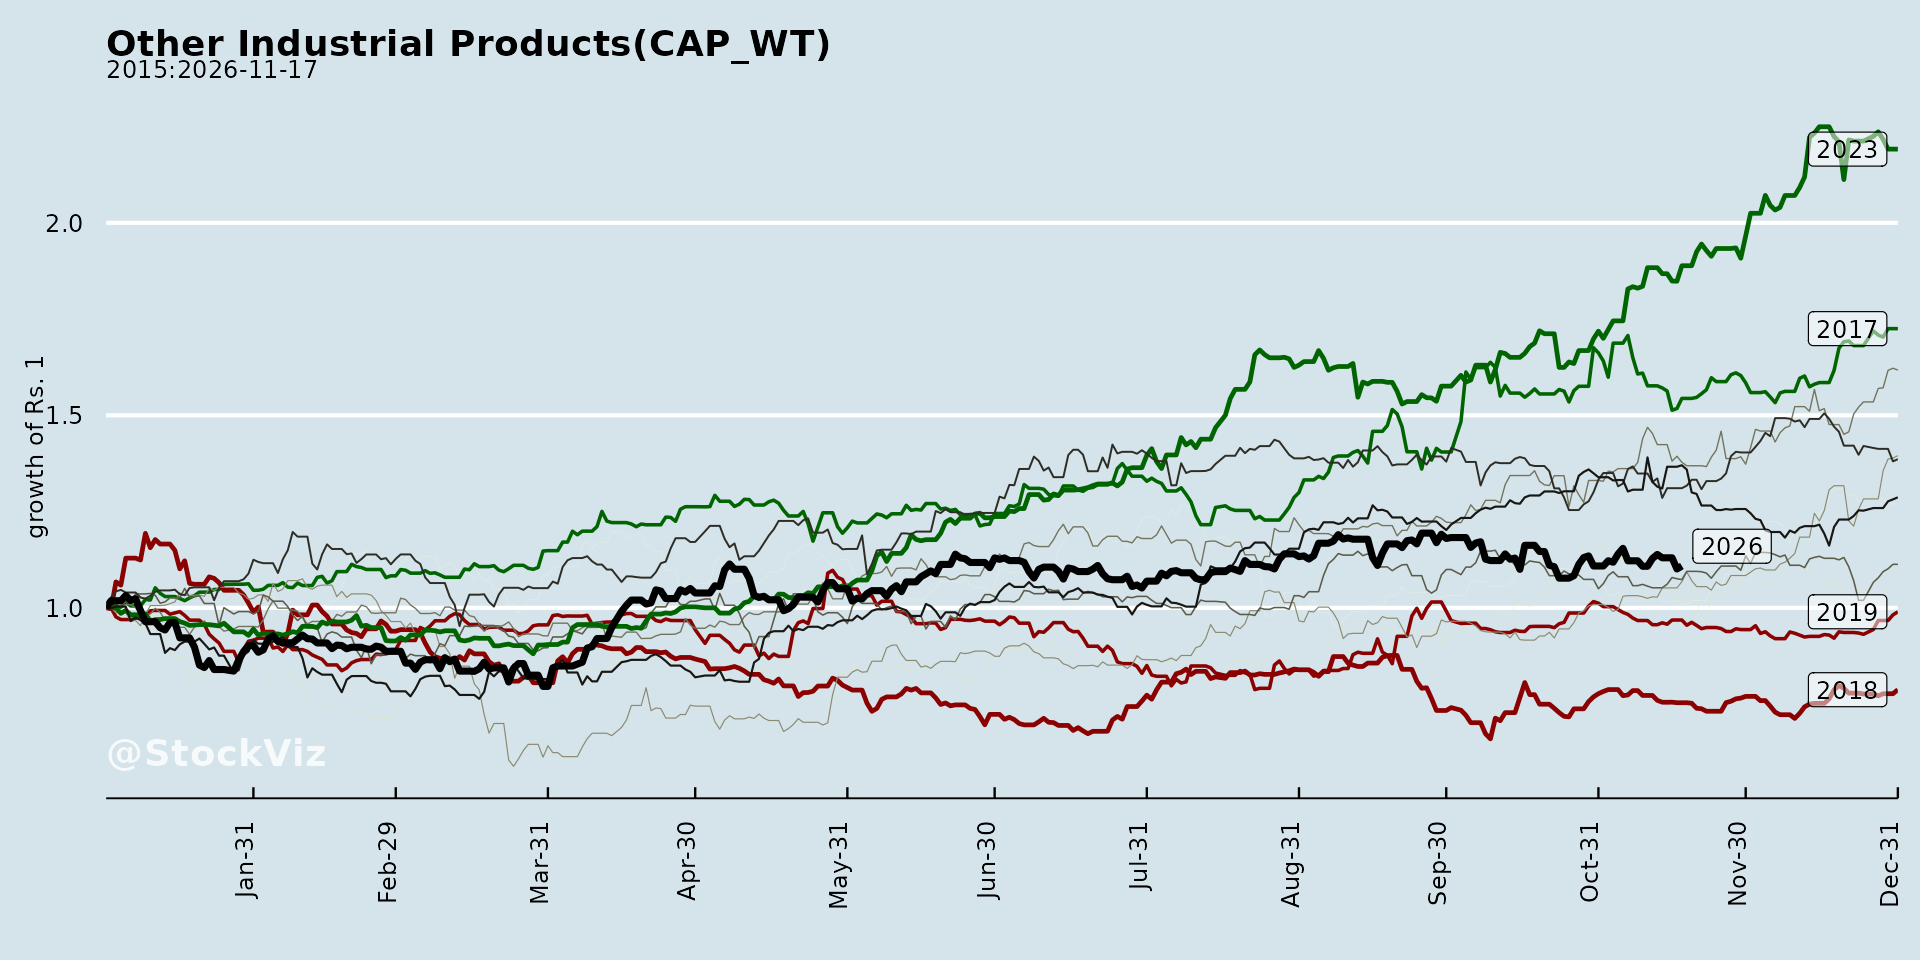 Other Industrial Products(CAP_WT)
2015:2026-11-17
growth of Rs. 1
2.0
1.5
1.0
2023
2017
2026
2019
2018
@StockViz
Jan-31
Feb-29
Mar-31
Apr-30
May-31
Jun-30
Jul-31
Aug-31
Sep-30
Oct-31
Nov-30
Dec-31